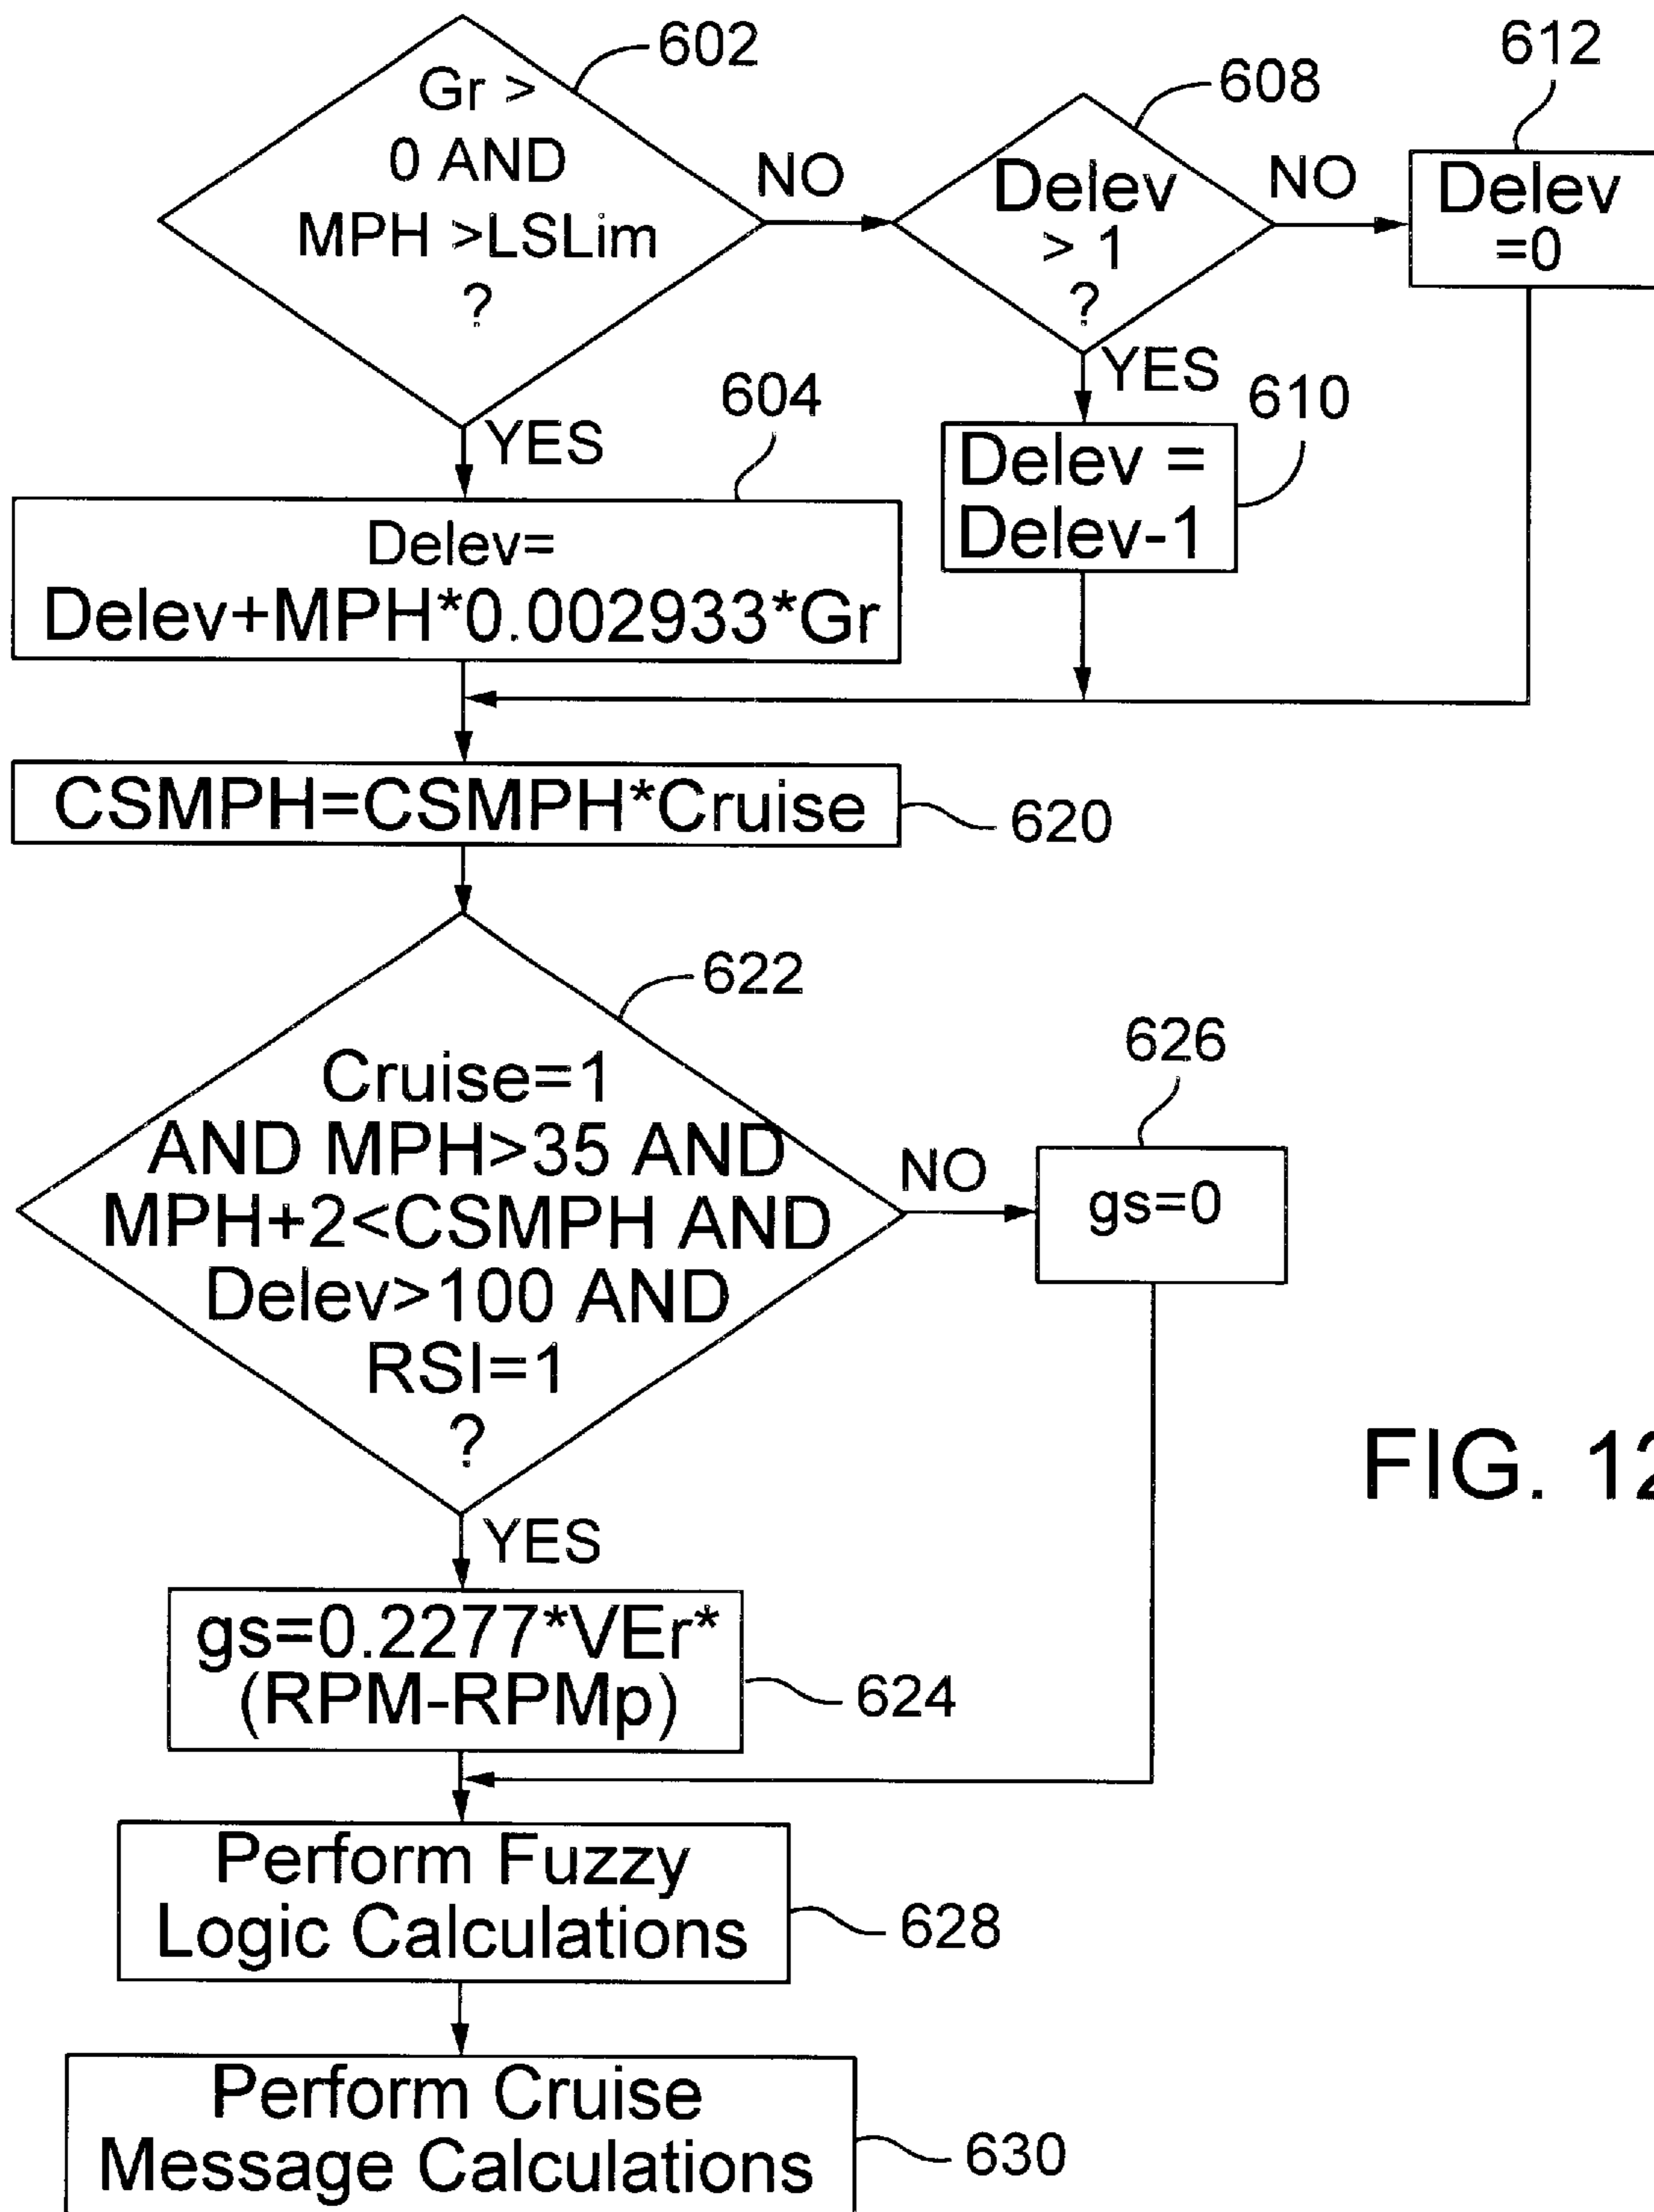 602
Gr >
0 AND
MPH >LSLim
?
NO
608
Delev
> 1
?
NO
612
Delev
=0
YES
604
Delev=
Delev+MPH*0.002933*Gr
YES
610
Delev =
Delev-1
CSMPH=CSMPH*Cruise
620
622
Cruise=1
AND MPH>35 AND
MPH+2<CSMPH AND
Delev>100 AND
RSI=1
?
NO
626
gs=0
FIG. 12
YES
gs=0.2277*VEr*
(RPM-RPMp)
624
Perform Fuzzy
Logic Calculations
628
Perform Cruise
Message Calculations
630